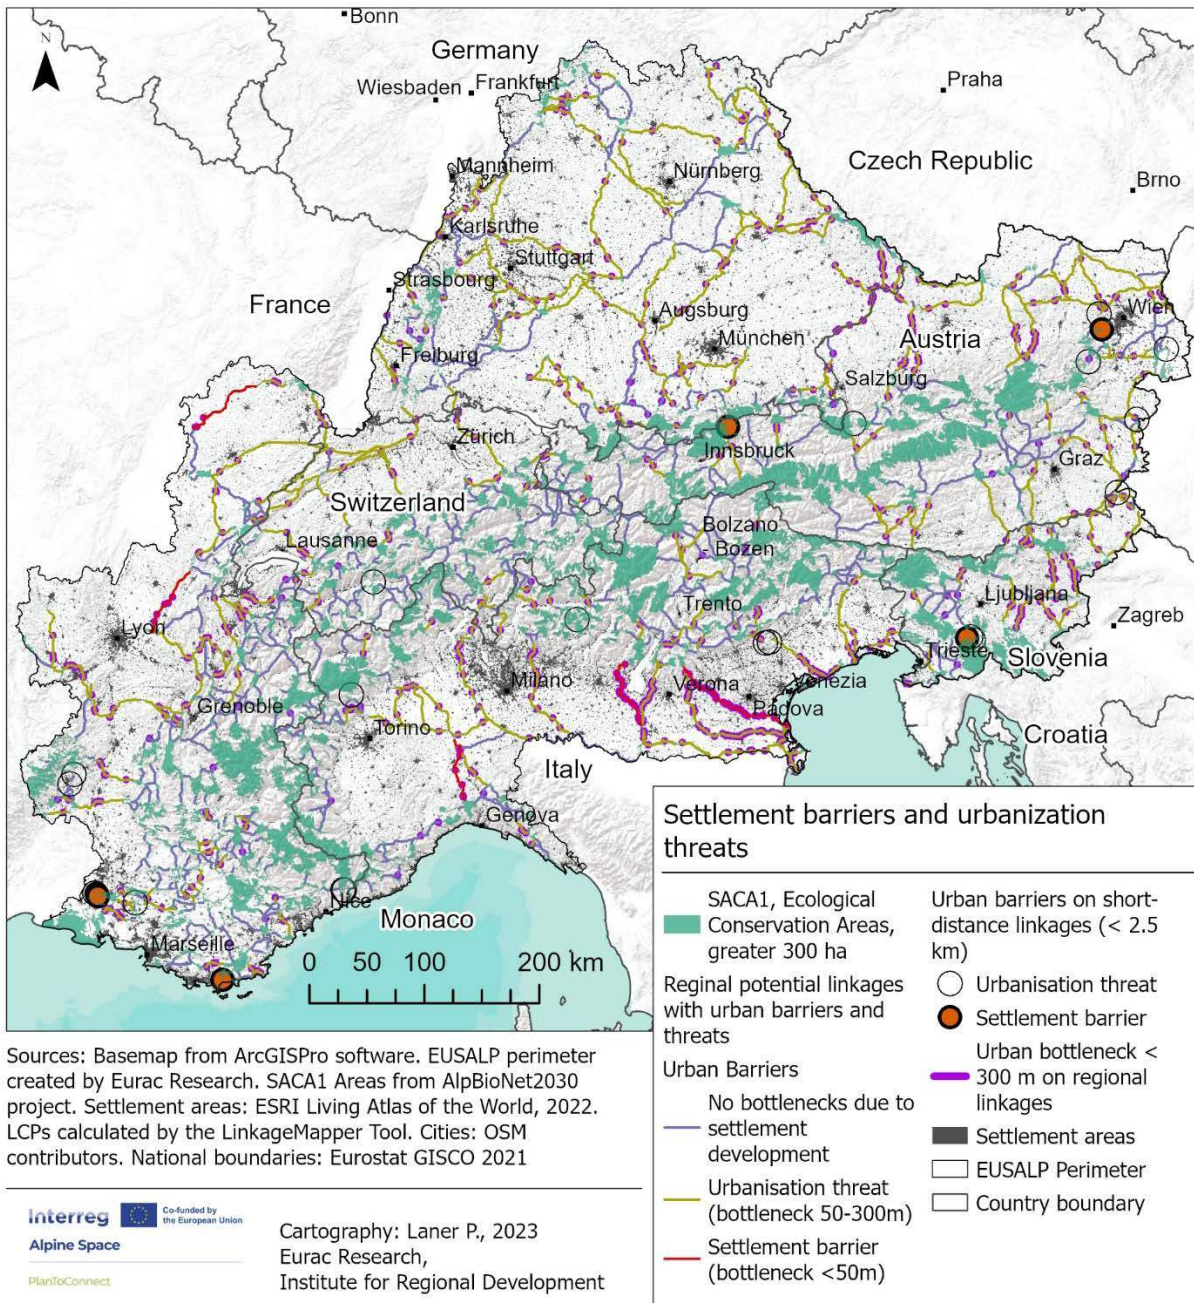 Bonn
Germany
N
Wiesbaden
Frankfurt
Praha
Mannheim
Nürnberg
Czech Republic
Brno
Karlsruhe
Stuttgart
Strasbourg
France
Augsburg
München
Austria
Wien
Freiburg
Salzburg
Zürich
Innsbruck
Graz
Switzerland
Lausanne
Bolzano
- Bozen
Trento
Ljubljana
Zagreb
Lyon
Trieste
Slovenia
Milano
Verona
Venezia
Padova
Grenoble
Torino
Croatia
Italy
Genova
Nice
Monaco
Marseille
0 50 100 200 km
Settlement barriers and urbanization
threats
SACA1, Ecological
Conservation Areas,
greater 300 ha
Reginal potential linkages
with urban barriers and
threats
Urban Barriers
No bottlenecks due to
settlement
development
Urbanisation threat
(bottleneck 50-300m)
Settlement barrier
(bottleneck <50m)
Urban barriers on short-
distance linkages (< 2.5
km)
Urbanisation threat
Settlement barrier
Urban bottleneck <
300 m on regional
linkages
Settlement areas
EUSALP Perimeter
Country boundary
Sources: Basemap from ArcGISPro software. EUSALP perimeter
created by Eurac Research. SACA1 Areas from AlpBioNet2030
project. Settlement areas: ESRI Living Atlas of the World, 2022.
LCPs calculated by the LinkageMapper Tool. Cities: OSM
contributors. National boundaries: Eurostat GISCO 2021
Interreg
Co-funded by
the European Union
Alpine Space
PlanToConnect
Cartography: Laner P., 2023
Eurac Research,
Institute for Regional Development